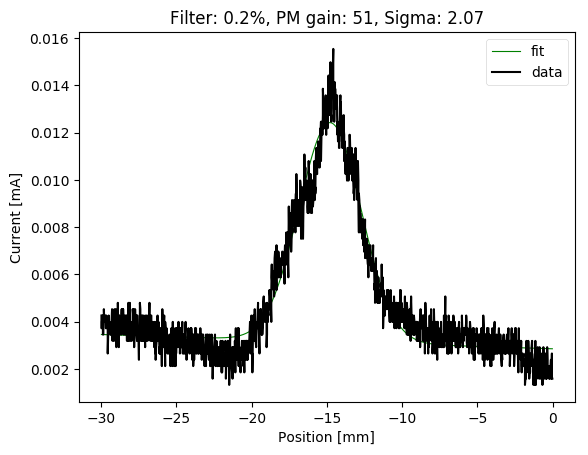 Filter: 0.2%, PM gain: 51, Sigma: 2.07
fit
data
0.016
0.014
0.012
0.010
0.008
0.006
0.004
0.002
Current [mA]
−30 −25 −20 −15 −10 −5 0
Position [mm]